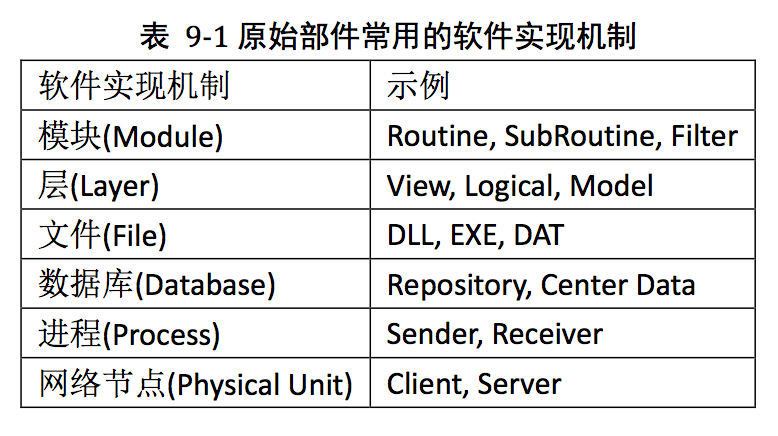 表 9-1 原始部件常用的软件实现机制
软件实现机制 示例
模块(Module) Routine, SubRoutine, Filter
层(Layer) View, Logical, Model
文件(File) DLL, EXE, DAT
数据库(Database) Repository, Center Data
进程(Process) Sender, Receiver
网络节点(Physical Unit) Client, Server